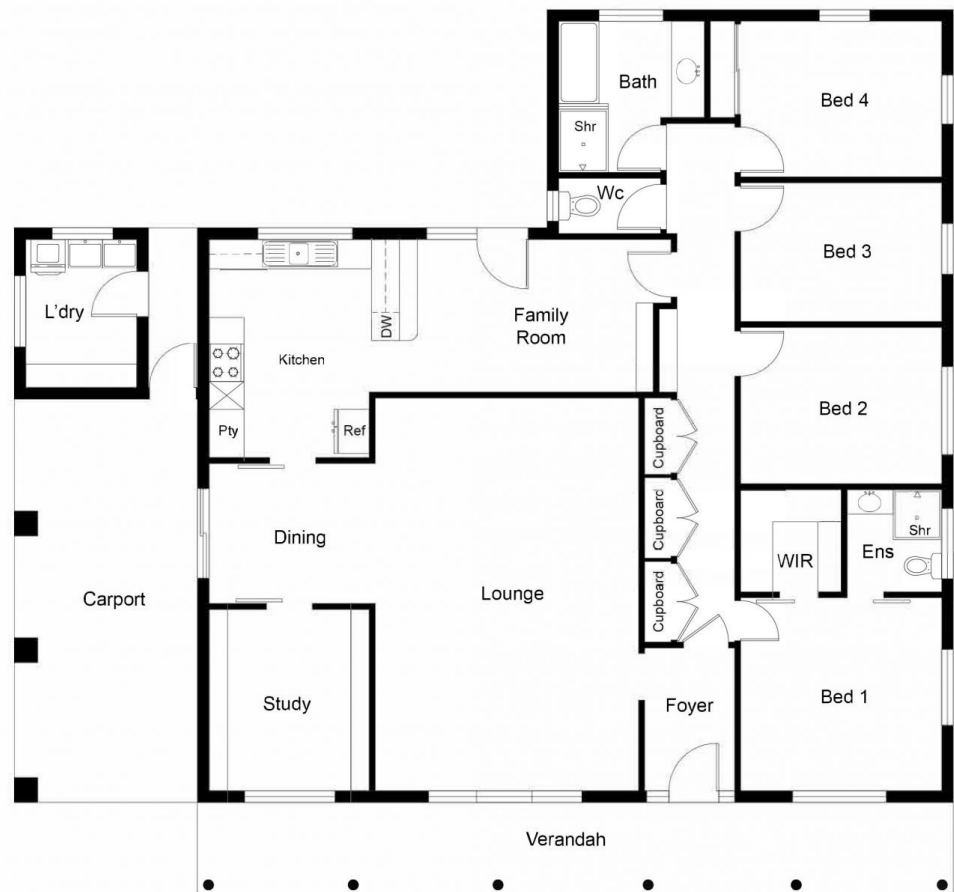 Bath
Bed 4
Shr
Wc
Bed 3
L'dry
Family
Room
DW
Kitchen
Bed 2
Pty
Ref
Cupboard
Cupboard
Cupboard
Dining
Shr
Ens
WIR
Carport
Lounge
Study
Foyer
Bed 1
Verandah